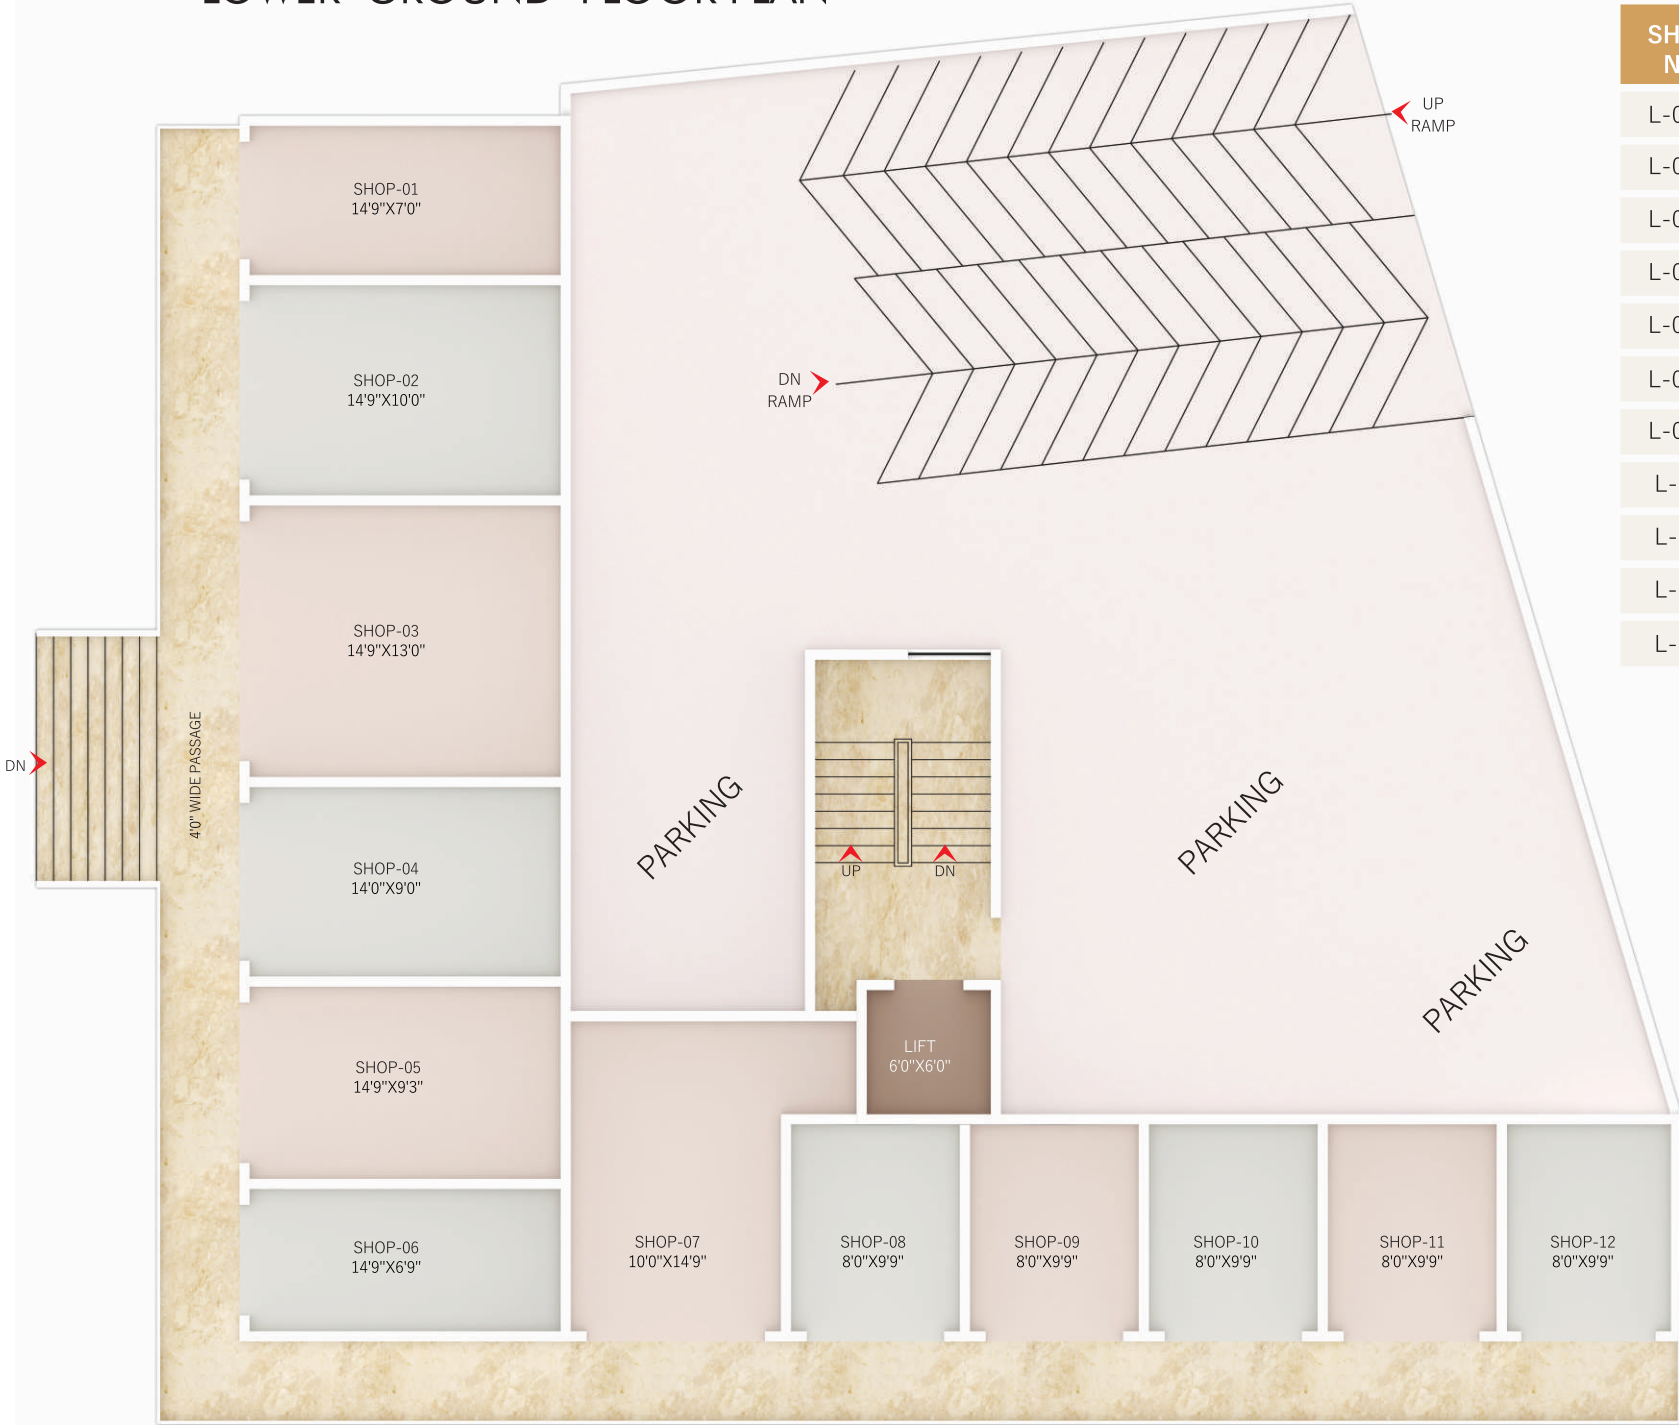 LOWER GROUND FLOOR PLAN
UP
RAMP
SHOP-01
14'9"X7'0"
SHOP-02
14'9"X10'0"
DN
RAMP
SHOP-03
14'9"X13'0"
4'0" WIDE PASSAGE
DN
PARKING
PARKING
PARKING
UP
DN
SHOP-04
14'0"X9'0"
LIFT
6'0"X6'0"
SHOP-05
14'9"X9'3"
SHOP-06
14'9"X6'9"
SHOP-07
10'0"X14'9"
SHOP-08
8'0"X9'9"
SHOP-09
8'0"X9'9"
SHOP-10
8'0"X9'9"
SHOP-11
8'0"X9'9"
SHOP-12
8'0"X9'9"